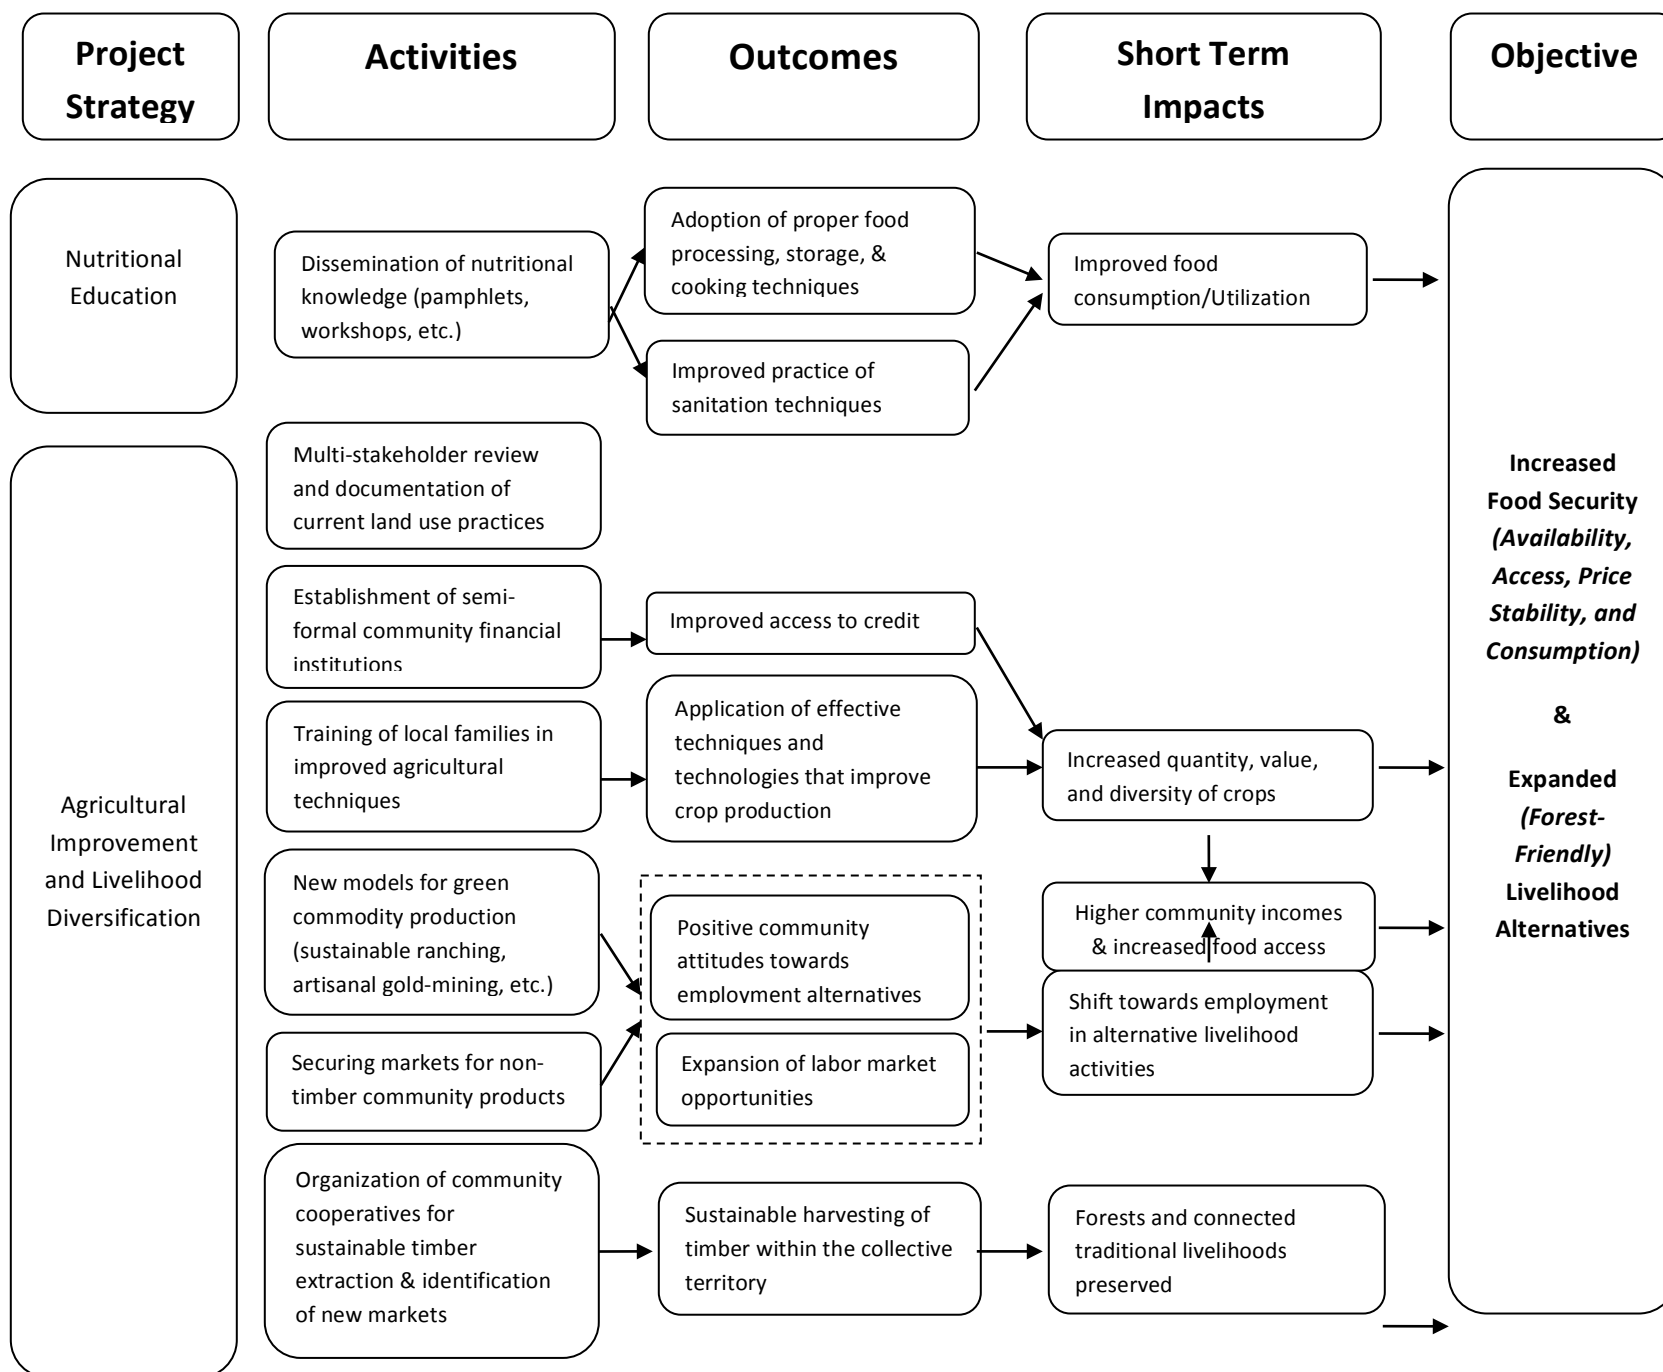 Project
Strategy
Activities
Outcomes
Short Term
Impacts
Objective
Nutritional
Education
Dissemination of nutritional
knowledge (pamphlets,
workshops, etc.)
Adoption of proper food
processing, storage, &
cooking techniques
Improved practice of
sanitation techniques
Improved food
consumption/Utilization
Agricultural
Improvement
and Livelihood
Diversification
Multi-stakeholder review
and documentation of
current land use practices
Establishment of semi-
formal community financial
institutions
Improved access to credit
Training of local families in
improved agricultural
techniques
Application of effective
techniques and
technologies that improve
crop production
Increased quantity, value,
and diversity of crops
New models for green
commodity production
(sustainable ranching,
artisanal gold-mining, etc.)
Securing markets for non-
timber community products
Positive community
attitudes towards
employment alternatives
Expansion of labor market
opportunities
Higher community incomes
& increased food access
Shift towards employment
in alternative livelihood
activities
Organization of community
cooperatives for
sustainable timber
extraction & identification
of new markets
Sustainable harvesting of
timber within the collective
territory
Forests and connected
traditional livelihoods
preserved
Increased
Food Security
(Availability,
Access, Price
Stability, and
Consumption)
&
Expanded
(Forest-
Friendly)
Livelihood
Alternatives